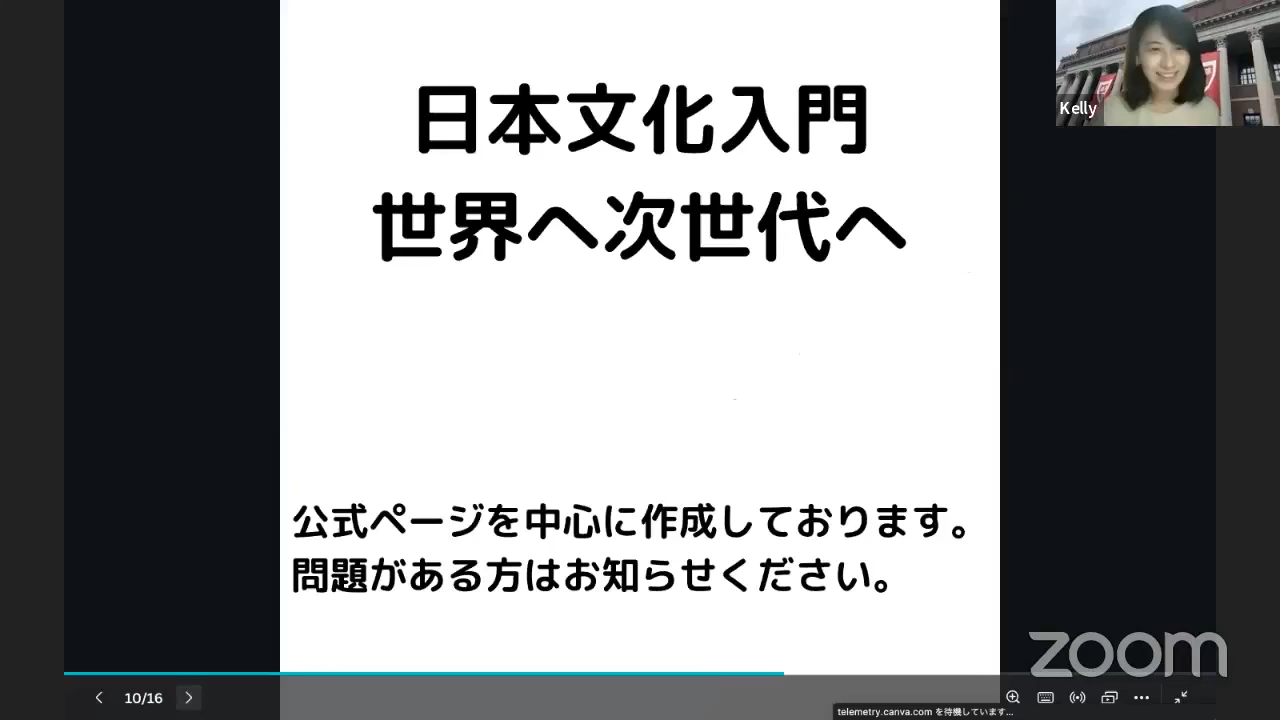 日本文化入門
世界へ次世代へ
Kelly
公式ページを中心に作成しております。
問題がある方はお知らせください。
zoom
10/16
telemetry.canva.com を待機しています...